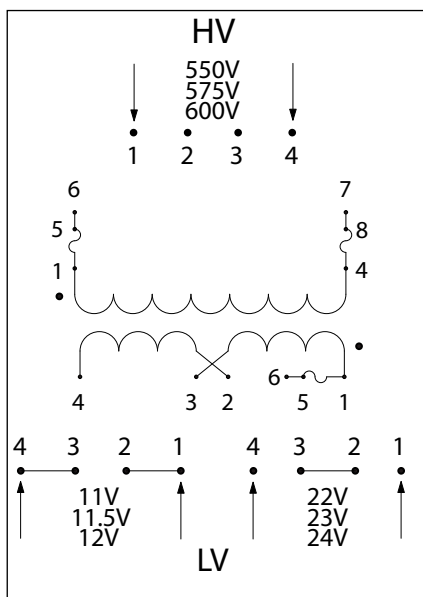 HV
550V
575V
600V
1 2 3 4
6 7
5 8
1 4
4 3 2 6 5 1
4 3 2 1 4 3 2 1
11V 22V
11.5V 23V
12V 24V
LV